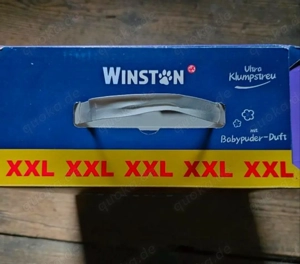 WINSTON
Ultra
Klumpstreu
mit
Babypuder-Duft
XXL XXL XXL XXL XXL